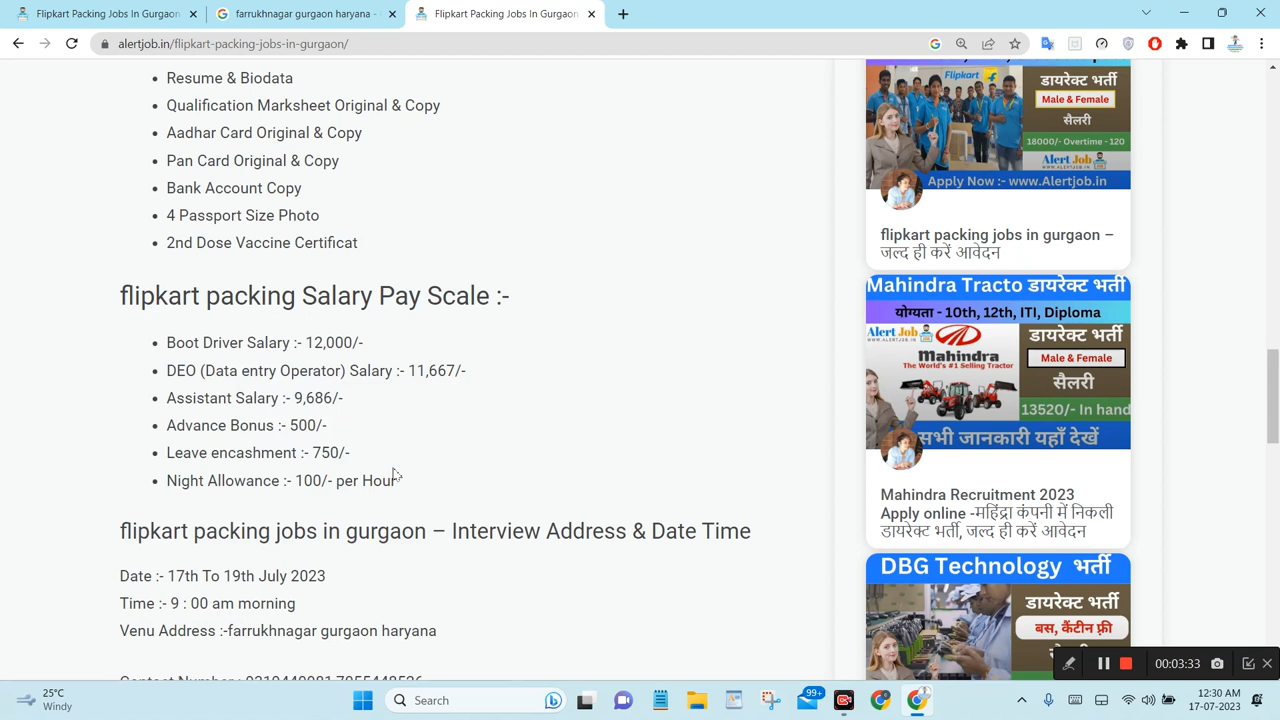 Flipkart Packing Jobs In Gurgaon
farrukhnagar gurgaon haryana -
Flipkart Packing Jobs In Gurgaon
alertjob.in/flipkart-packing-jobs-in-gurgaon/
Resume & Biodata
Qualification Marksheet Original & Copy
Aadhar Card Original & Copy
Pan Card Original & Copy
Bank Account Copy
4 Passport Size Photo
2nd Dose Vaccine Certificat
flipkart packing Salary Pay Scale :-
Boot Driver Salary :- 12,000/-
DEO (Data entry Operator) Salary :- 11,667/-
Assistant Salary :- 9,686/-
Advance Bonus :- 500/-
Leave encashment :- 750/-
Night Allowance :- 100/- per Hour
flipkart packing jobs in gurgaon – Interview Address & Date Time
Date :- 17th To 19th July 2023
Time :- 9 : 00 am morning
Venu Address :-farrukhnagar gurgaon haryana
Flipkart
डायरेक्ट भर्ती
Male & Female
सैलरी
18000/- Overtime - 120
Alert Job
Apply Now :- www.Alertjob.in
flipkart packing jobs in gurgaon –
जल्द ही करें आवेदन
Mahindra Tracto डायरेक्ट भर्ती
योग्यता - 10th, 12th, ITI, Diploma
Alert Job
WWW.ALERTJOB.IN
डायरेक्ट भर्ती
Mahindra
The World's #1 Selling Tractor
Male & Female
सैलरी
13520/- In hand
सभी जानकारी यहाँ देखें
Mahindra Recruitment 2023
Apply online -महिंद्रा कंपनी में निकली
डायरेक्ट भर्ती, जल्द ही करें आवेदन
DBG Technology भर्ती
डायरेक्ट भर्ती
बस, कैंटीन फ़्री
00:03:33
25°C
Windy
Search
99+
12:30 AM
17-07-2023